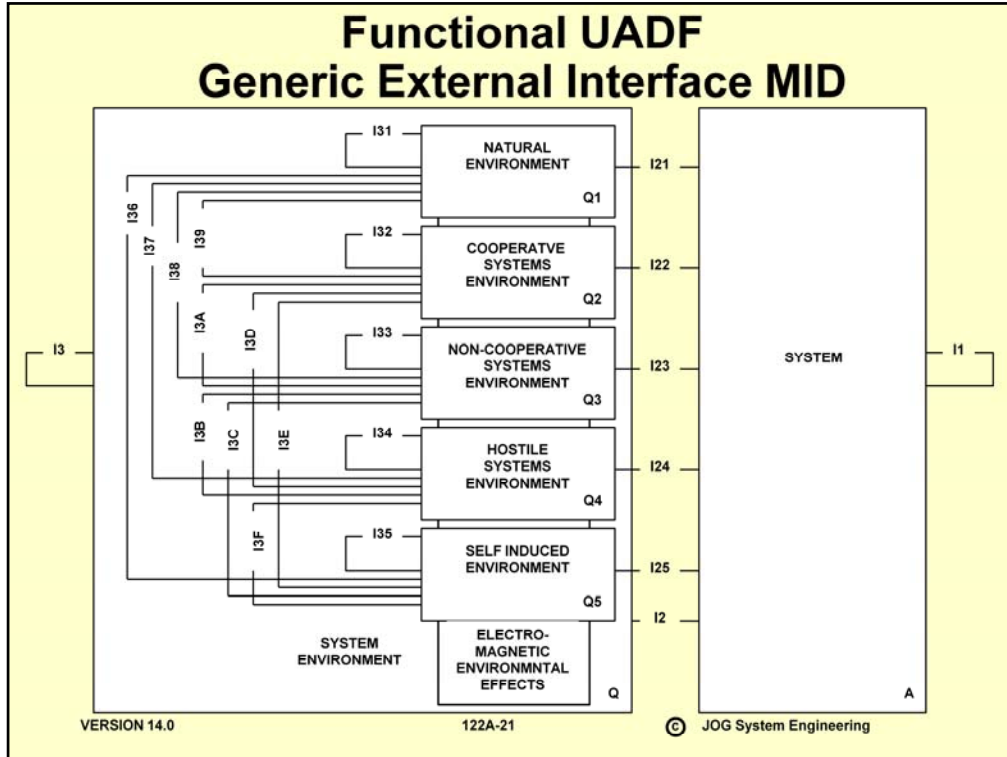 Functional UADF
Generic External Interface MID
I31
NATURAL
ENVIRONMENT
Q1
I21
I36
I37
I38
I39
I32
COOPERATVE
SYSTEMS
ENVIRONMENT
Q2
I22
I3A
I3D
I33
NON-COOPERATIVE
SYSTEMS
ENVIRONMENT
Q3
I23
I3
SYSTEM
I1
I3B
I3C
I3E
I34
HOSTILE
SYSTEMS
ENVIRONMENT
Q4
I24
I3F
I35
SELF INDUCED
ENVIRONMENT
Q5
I25
I2
SYSTEM
ENVIRONMENT
ELECTRO-
MAGNETIC
ENVIRONMNTAL
EFFECTS
Q
A
VERSION 14.0
122A-21
© JOG System Engineering